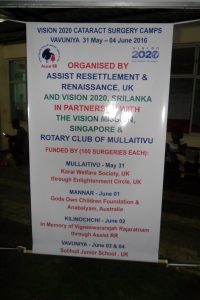 VISION 2020 CATARACT SURGERY CAMPS
VAVUNIYA 31 May – 04 June 2016
Assist RR
VISION
2020
ORGANISED BY
ASSIST RESETTLEMENT &
RENAISSANCE, UK
AND VISION 2020, SRILANKA
IN PARTNERSHIP WITH
THE VISION MISSION,
SINGAPORE &
ROTARY CLUB OF MULLAITIVU
FUNDED BY (100 SURGERIES EACH):
MULLAITIVU - May 31
Karai Welfare Society, UK
through Enlightenment Circle, UK
MANNAR - June 01
Gods Own Children Foundation &
Anabalyam, Australia
KILINOCHCHI - June 02
In Memory of Vigneswararajah Rajaratnam
through Assist RR
VAVUNIYA - June 03 & 04
Solihull Junior School, UK